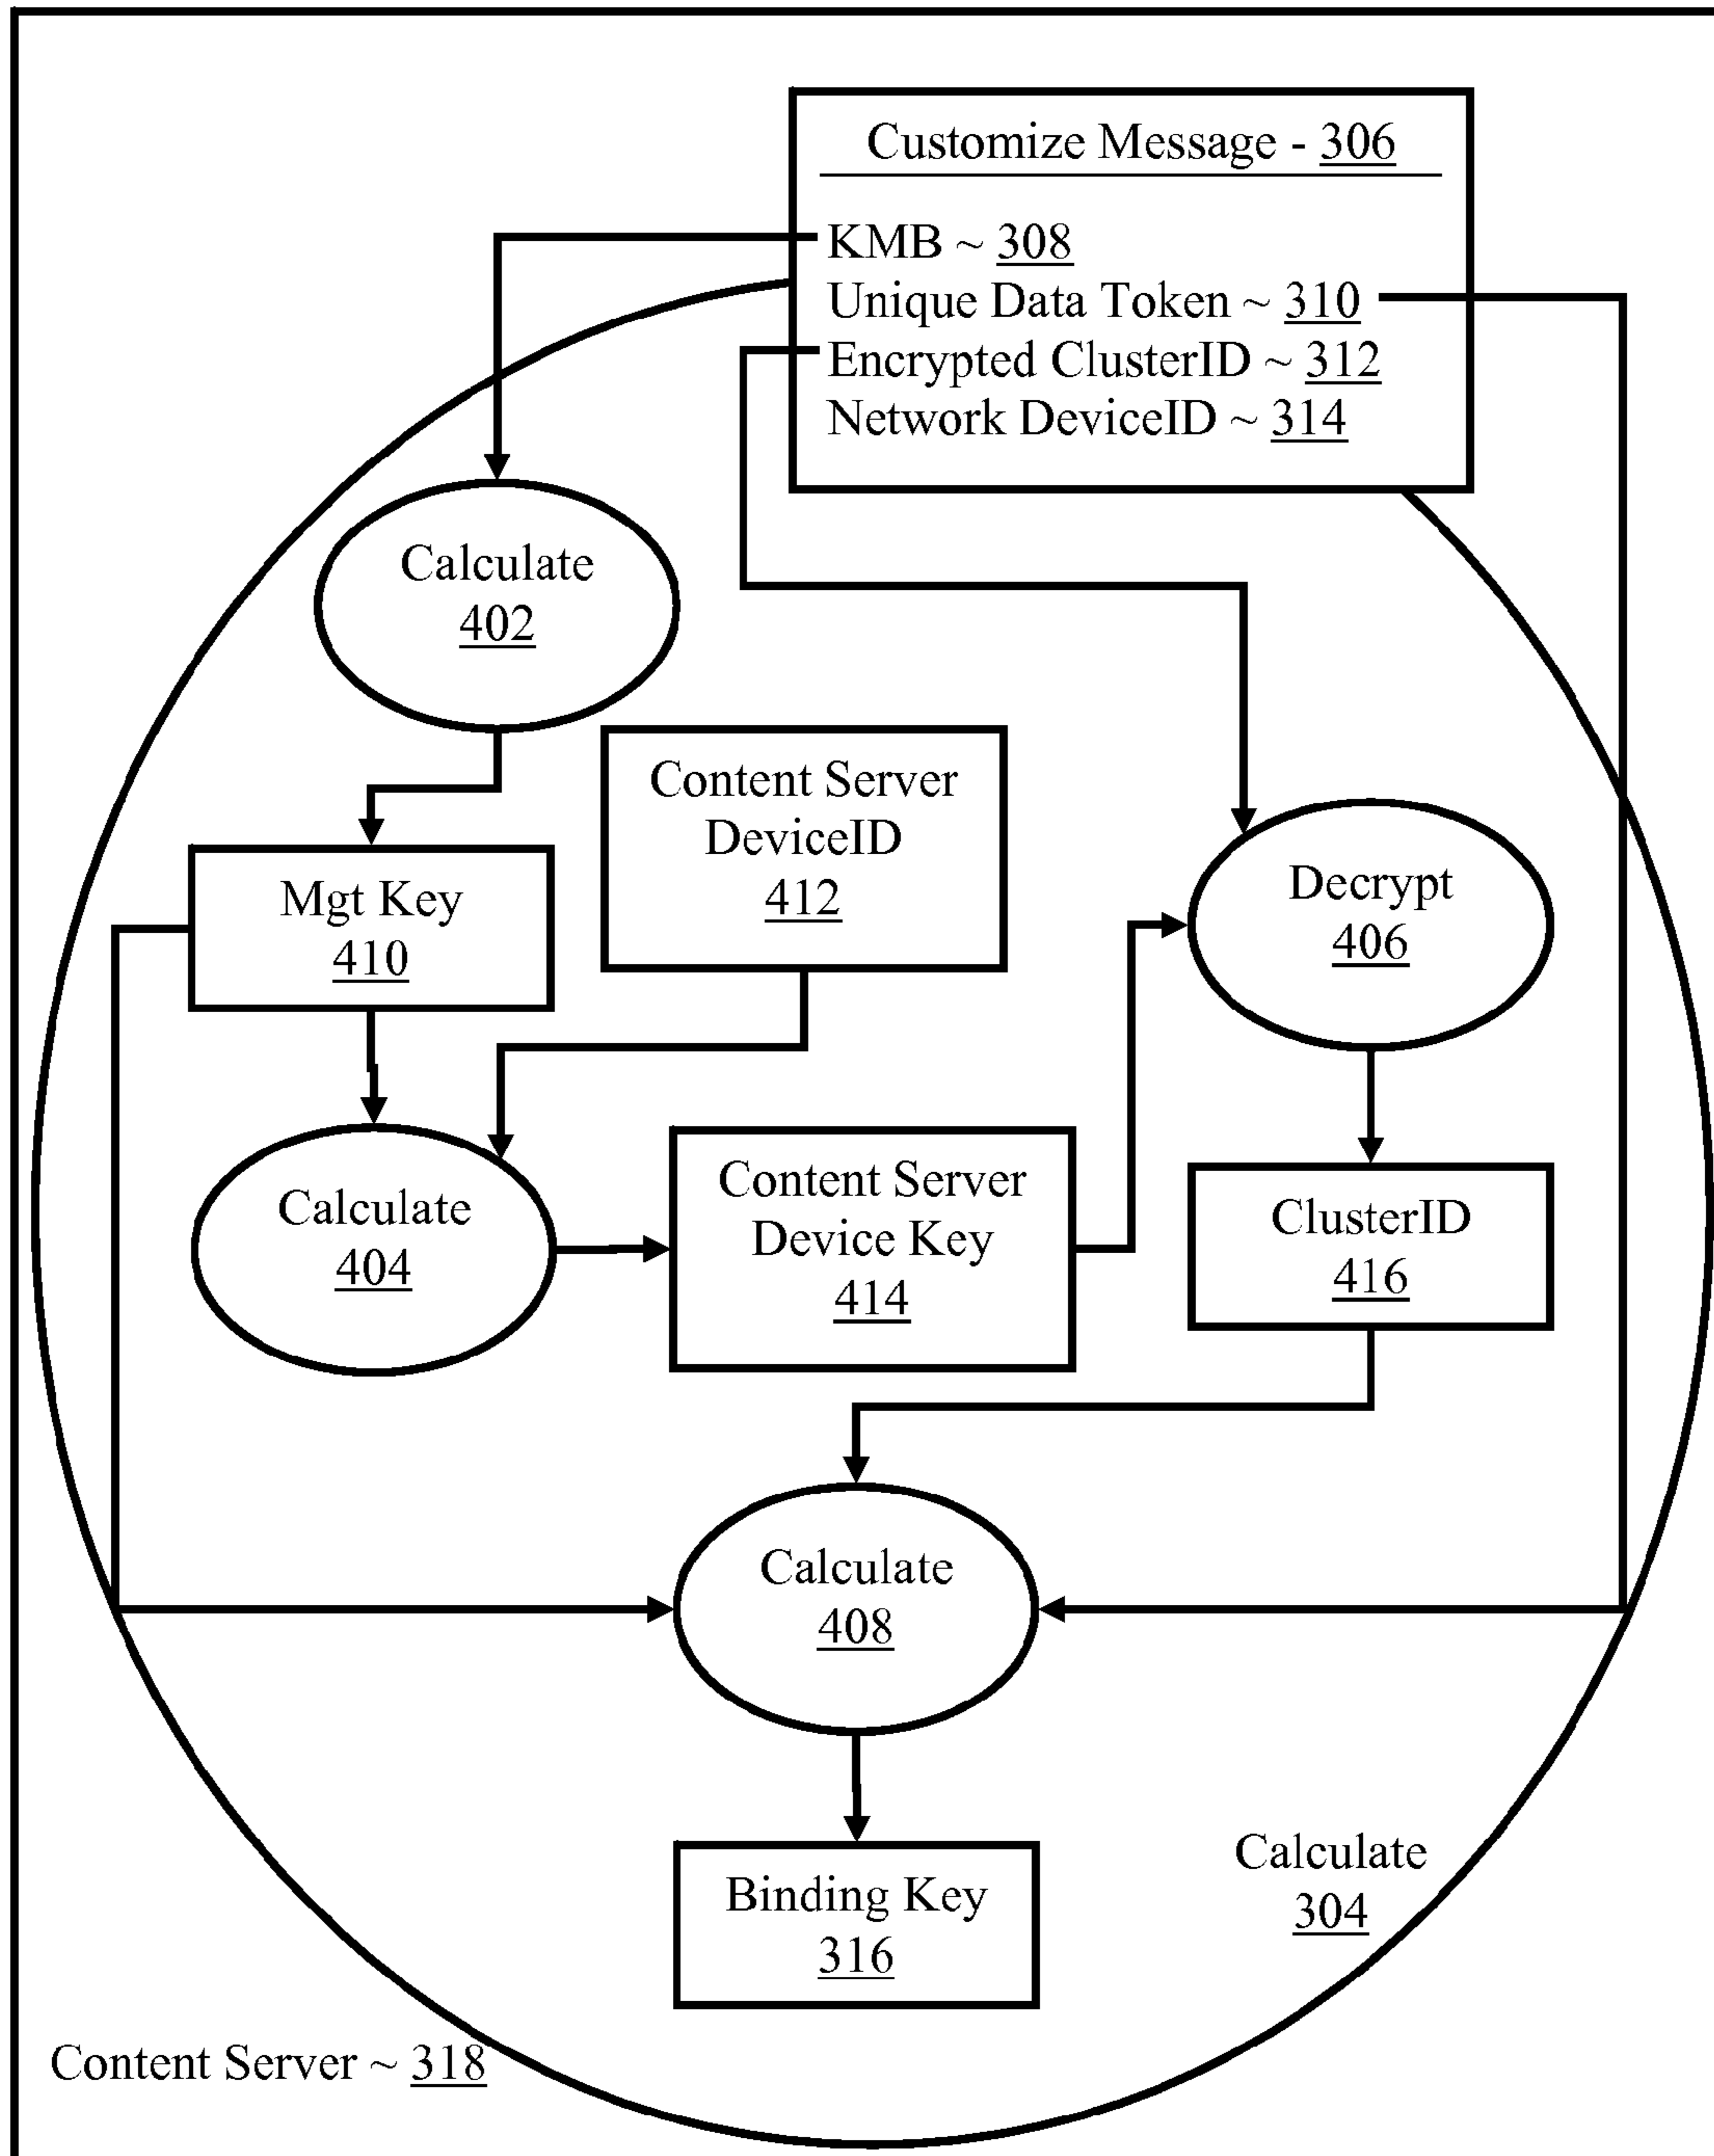 Customize Message - 306
KMB ~ 308
Unique Data Token ~ 310
Encrypted ClusterID ~ 312
Network DeviceID ~ 314
Calculate
402
Content Server
DeviceID
412
Mgt Key
410
Decrypt
406
Calculate
404
Content Server
Device Key
414
ClusterID
416
Calculate
408
Binding Key
316
Calculate
304
Content Server ~ 318